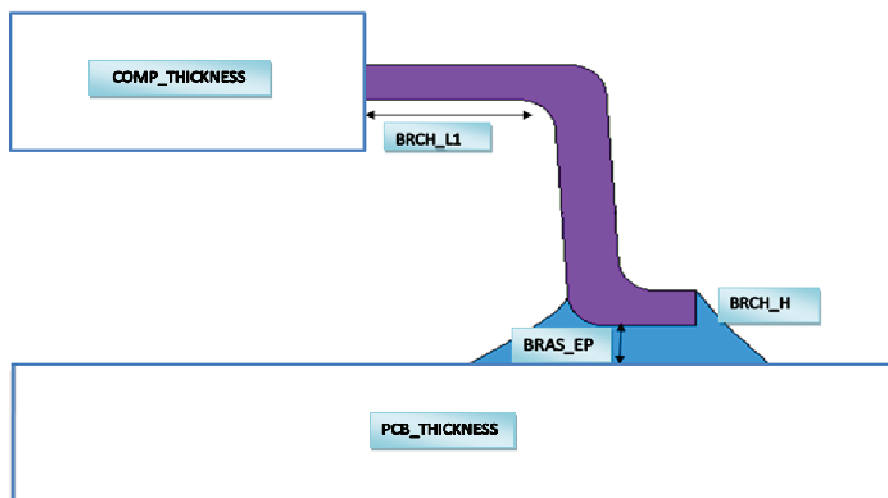 COMP_THICKNESS
BRCH_L1
BRCH_H
BRAS_EP
PCB_THICKNESS